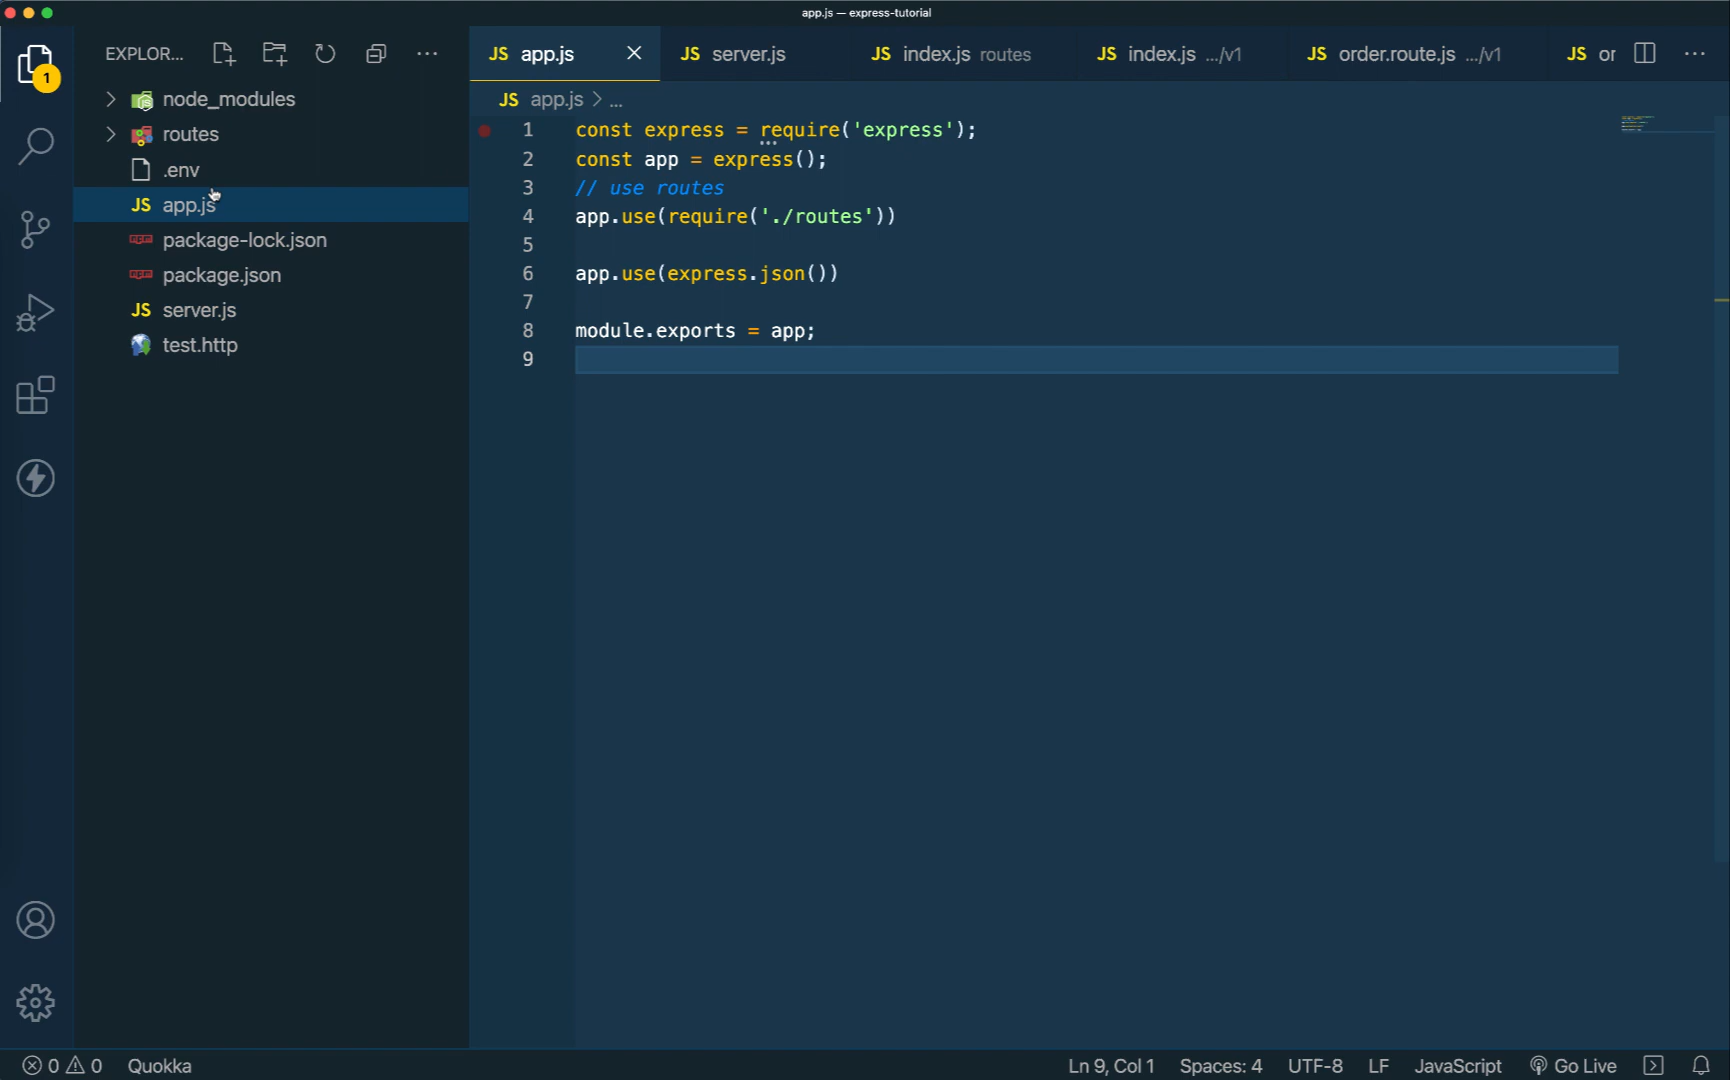 app.js — express-tutorial
EXPLOR...
1
node_modules
routes
.env
JS app.js
package-lock.json
package.json
JS server.js
test.http
JS app.js
JS server.js
JS index.js routes
JS index.js .../v1
JS order.route.js .../v1
JS or
JS app.js > ...
1 const express = require('express');
2 const app = express();
3 // use routes
4 app.use(require('./routes'))
5
6 app.use(express.json())
7
8 module.exports = app;
9
0 0 Quokka
Ln 9, Col 1 Spaces: 4 UTF-8 LF JavaScript Go Live